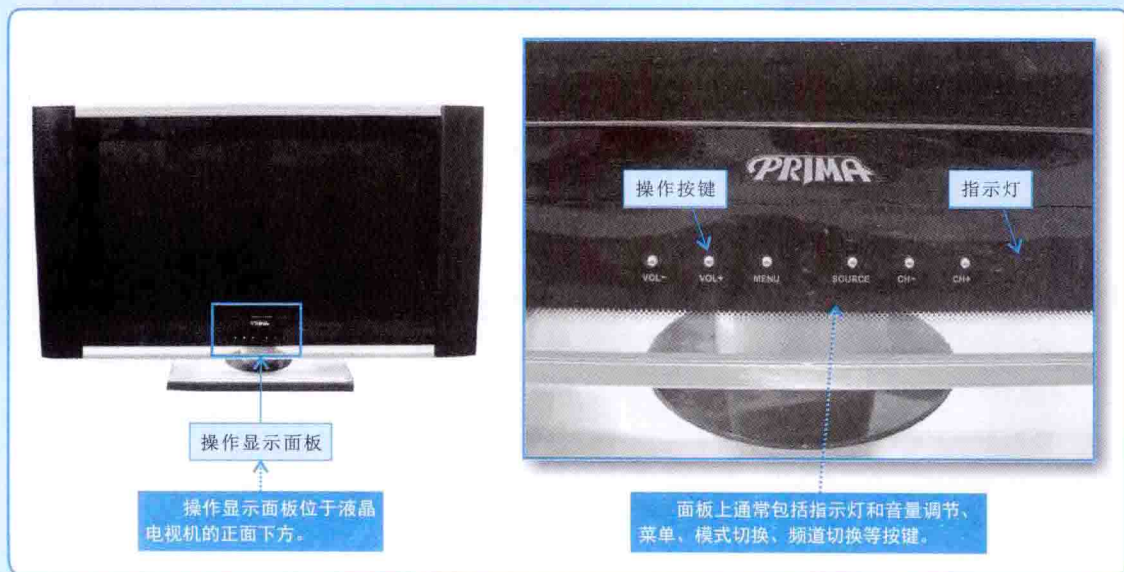 PRIMA
操作显示面板
操作显示面板位于液晶
电视机的正面下方。
PRIMA
操作按键
指示灯
VOL-
VOL+
MENU
SOURCE
CH-
CH+
面板上通常包括指示灯和音量调节、
菜单、模式切换、频道切换等按键。